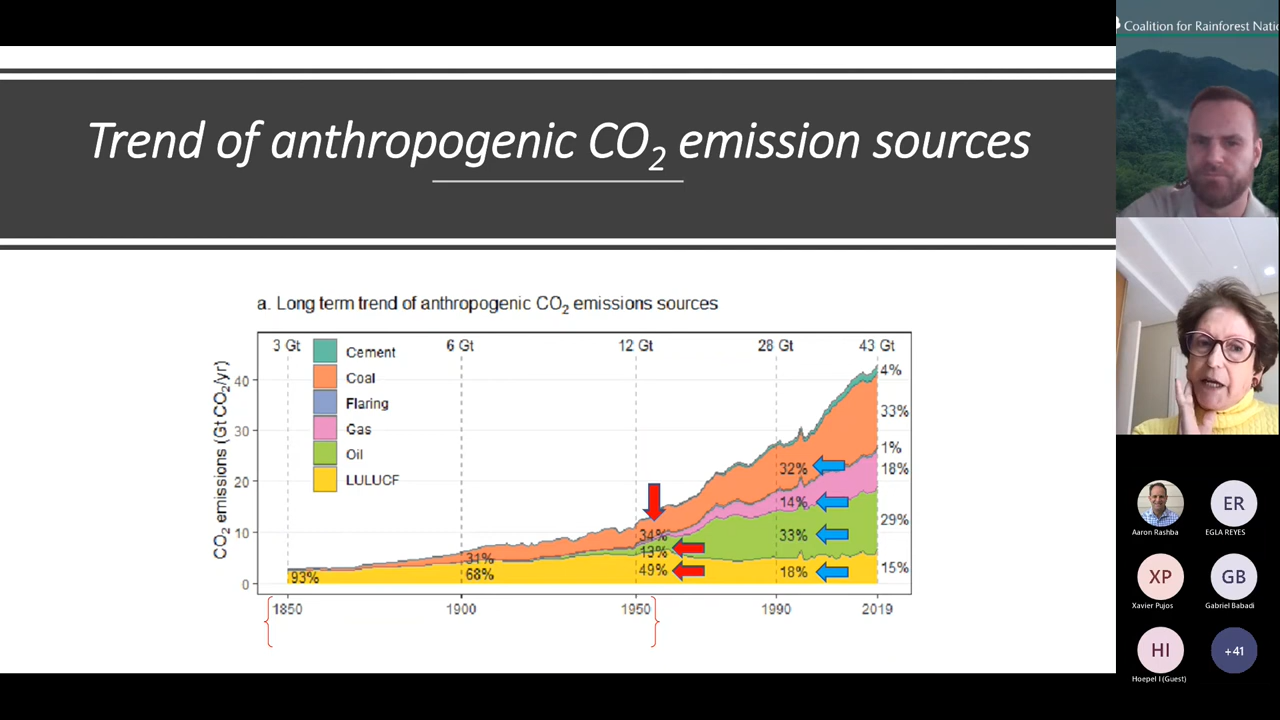 Coalition for Rainforest Natio
Trend of anthropogenic CO2 emission sources
a. Long term trend of anthropogenic CO2 emissions sources
3 Gt 6 Gt 12 Gt 28 Gt 43 Gt
Cement
Coal
Flaring
Gas
Oil
LULUCF
CO2 emissions (Gt CO2/yr)
40
30
20
10
0
93%
31%
68%
34%
13%
49%
32%
14%
33%
18%
4%
33%
1%
18%
29%
15%
1850 1900 1950 1990 2019
ER
Aaron Rashba EGLA REYES
XP GB
Xavier Pujos Gabriel Babadi
HI +41
Hoepel I (Guest)